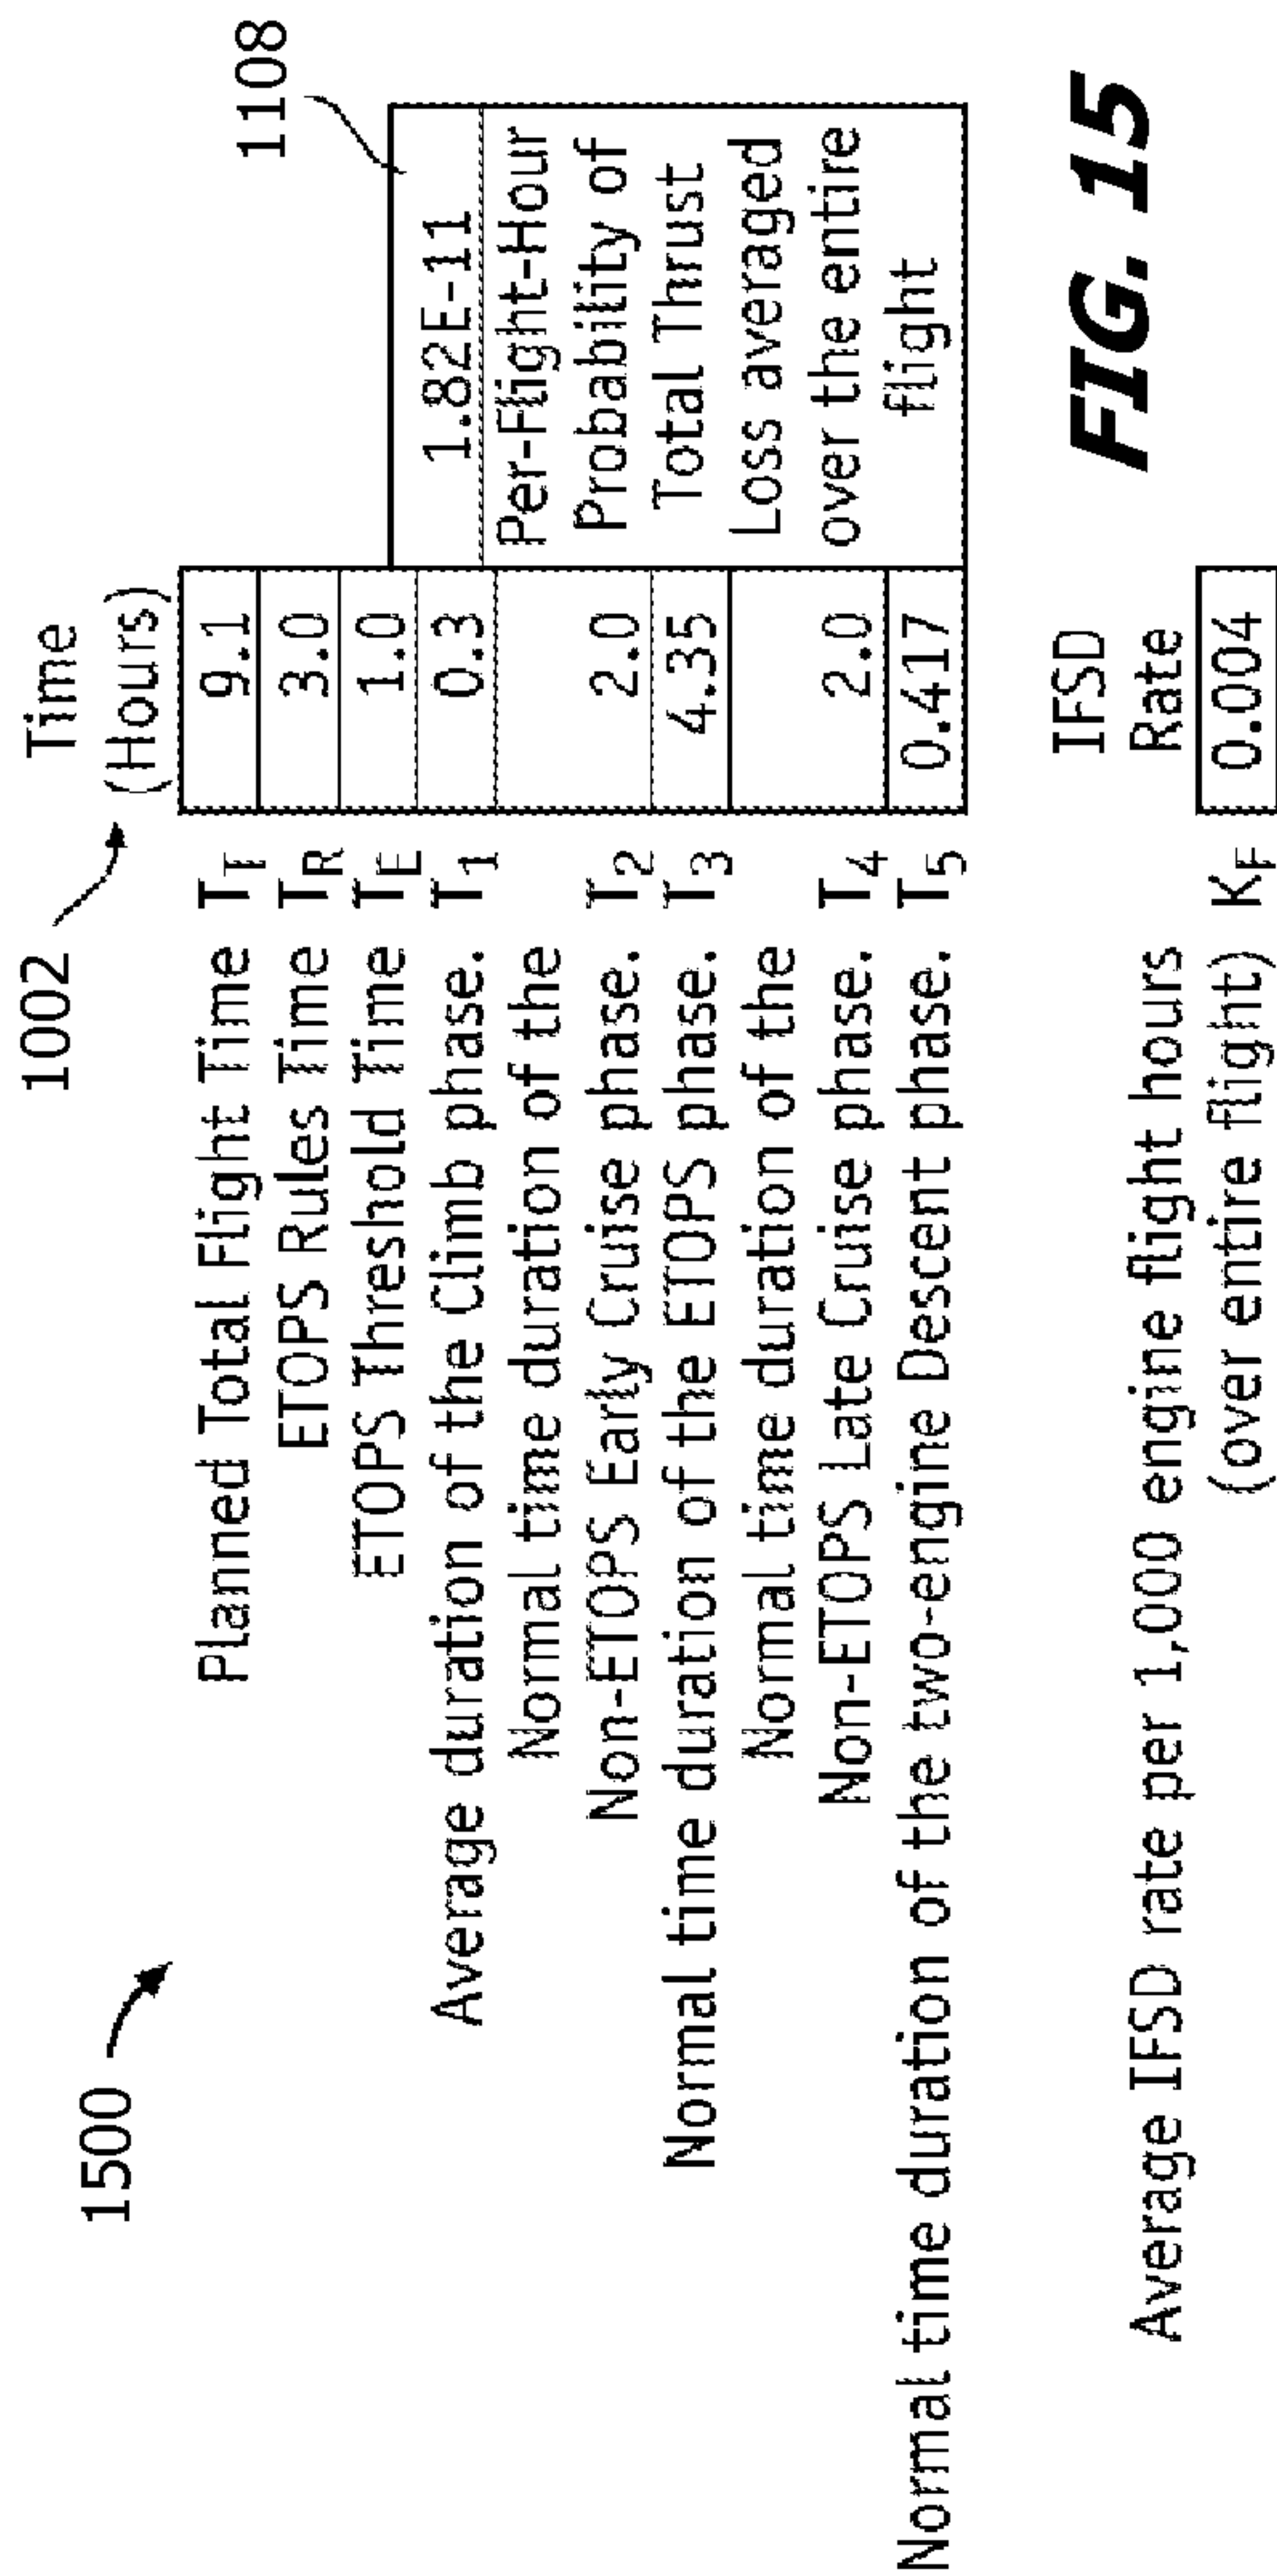 1500
1002
Time
(Hours)
1108
Planned Total Flight Time T_T 9.1
ETOPS Rules Time T_R 3.0
ETOPS Threshold Time T_E 1.0
Average duration of the Climb phase. T_1 0.3
Normal time duration of the
Non-ETOPS Early Cruise phase. T_2 2.0
Normal time duration of the ETOPS phase. T_3 4.35
Normal time duration of the
Non-ETOPS Late Cruise phase. T_4 2.0
Normal time duration of the two-engine Descent phase. T_5 0.417
1.82E-11
Per-Flight-Hour
Probability of
Total Thrust
Loss averaged
over the entire
flight
IFSD
Rate
Average IFSD rate per 1,000 engine flight hours
(over entire flight) K_F 0.004
FIG. 15